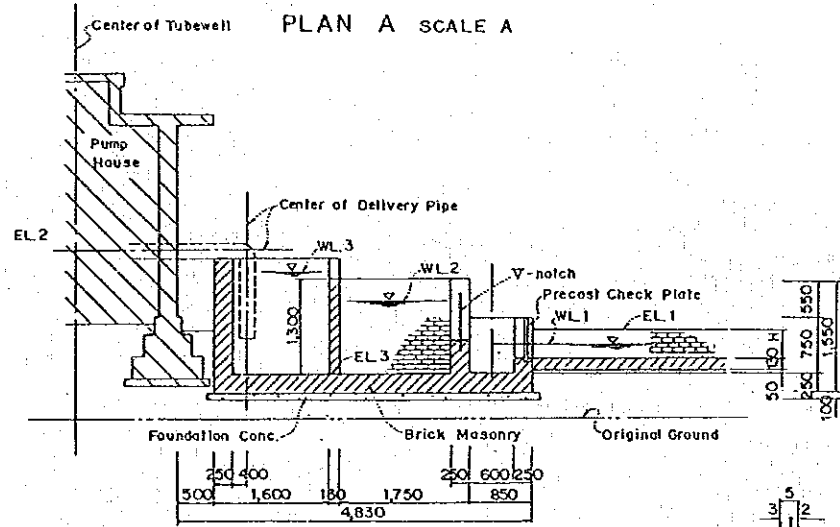 Center of Tubewell
PLAN A SCALE A
Pump
House
Center of Delivery Pipe
EL.2
WL.3
WL.2
V-notch
Precast Check Plate
WL.1
EL.1
1,300
EL.3
550
750
1,550
H
130
50
250
100
Foundation Conc.
Brick Masonry
Original Ground
250 400
250 600 250
500 1,600 130 1,750 850
4,830
5
3 2